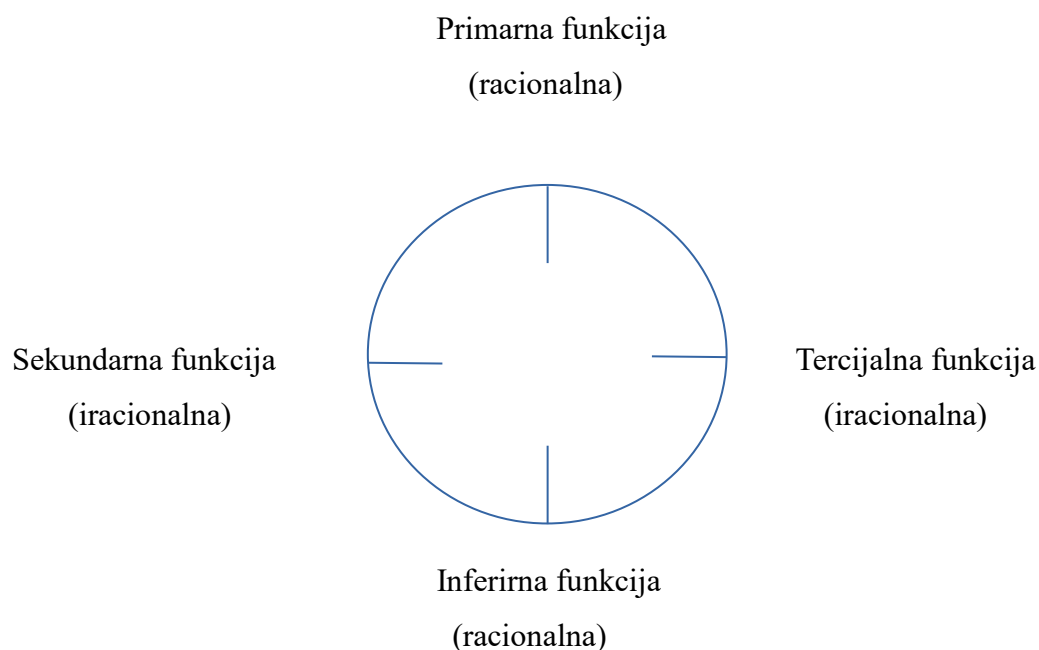 Primarna funkcija
(racionalna)
Sekundarna funkcija
(iracionalna)
Tercijalna funkcija
(iracionalna)
Inferirna funkcija
(racionalna)